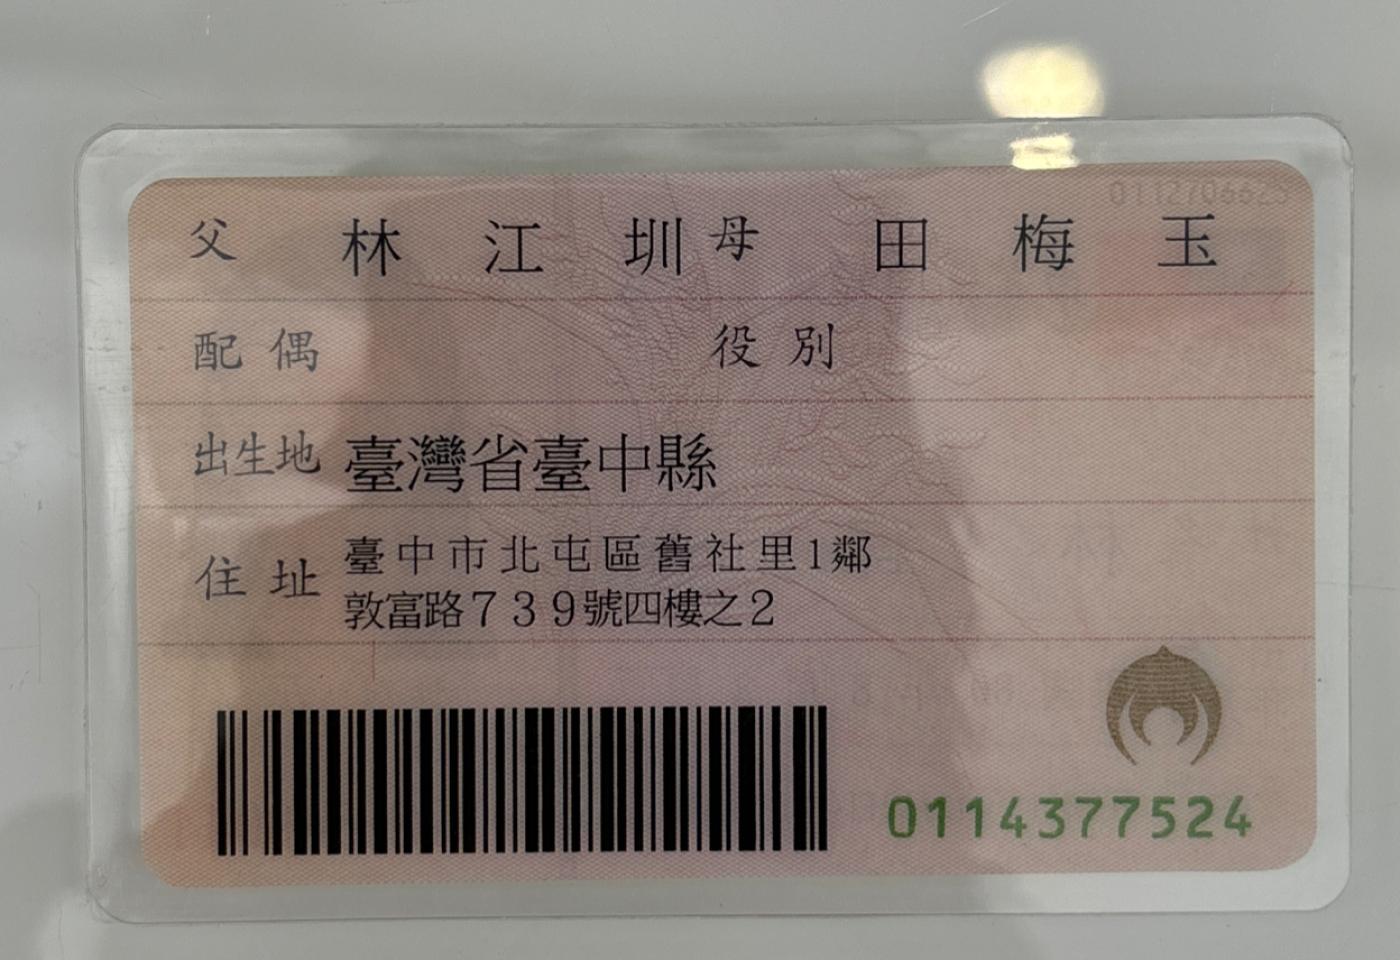 0112706623
父 林江圳 母 田梅玉
配偶 役別
出生地 臺灣省臺中縣
住址 臺中市北屯區舊社里1鄰
敦富路739號四樓之2
0114377524